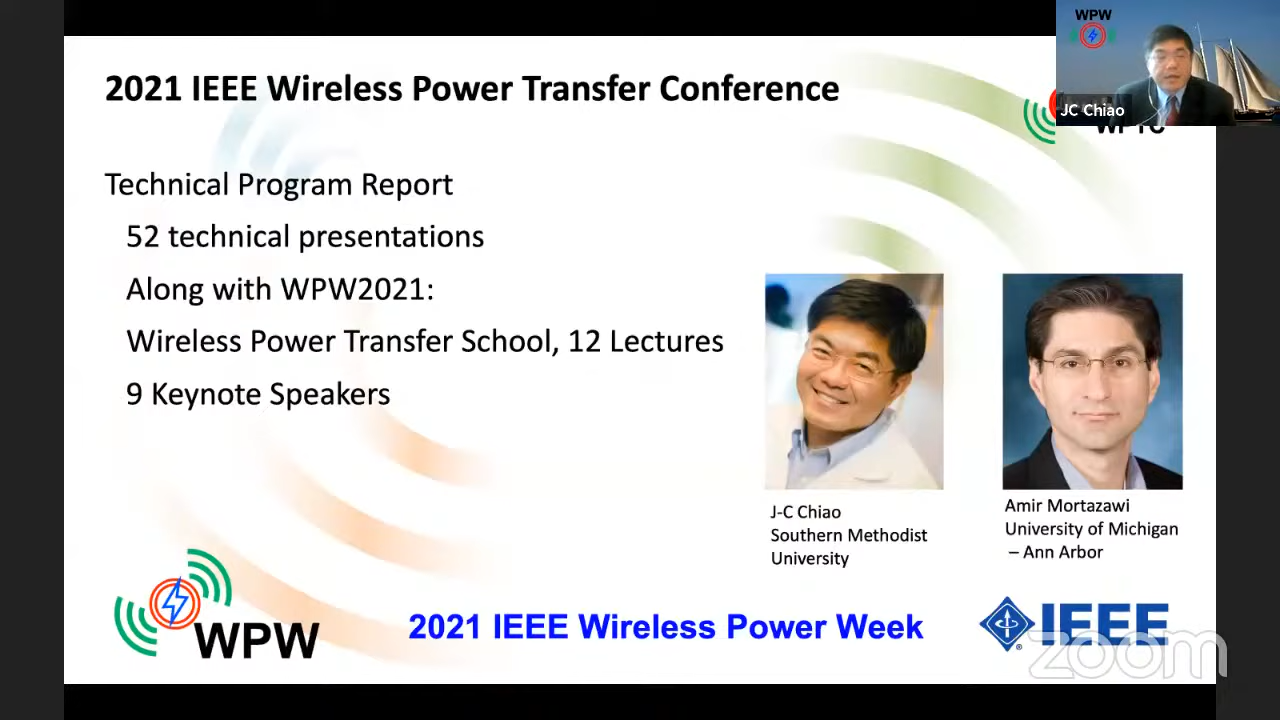 WPW
JC Chiao
2021 IEEE Wireless Power Transfer Conference
Technical Program Report
52 technical presentations
Along with WPW2021:
Wireless Power Transfer School, 12 Lectures
9 Keynote Speakers
J-C Chiao
Southern Methodist
University
Amir Mortazawi
University of Michigan
– Ann Arbor
WPW
2021 IEEE Wireless Power Week
IEEE
zoom